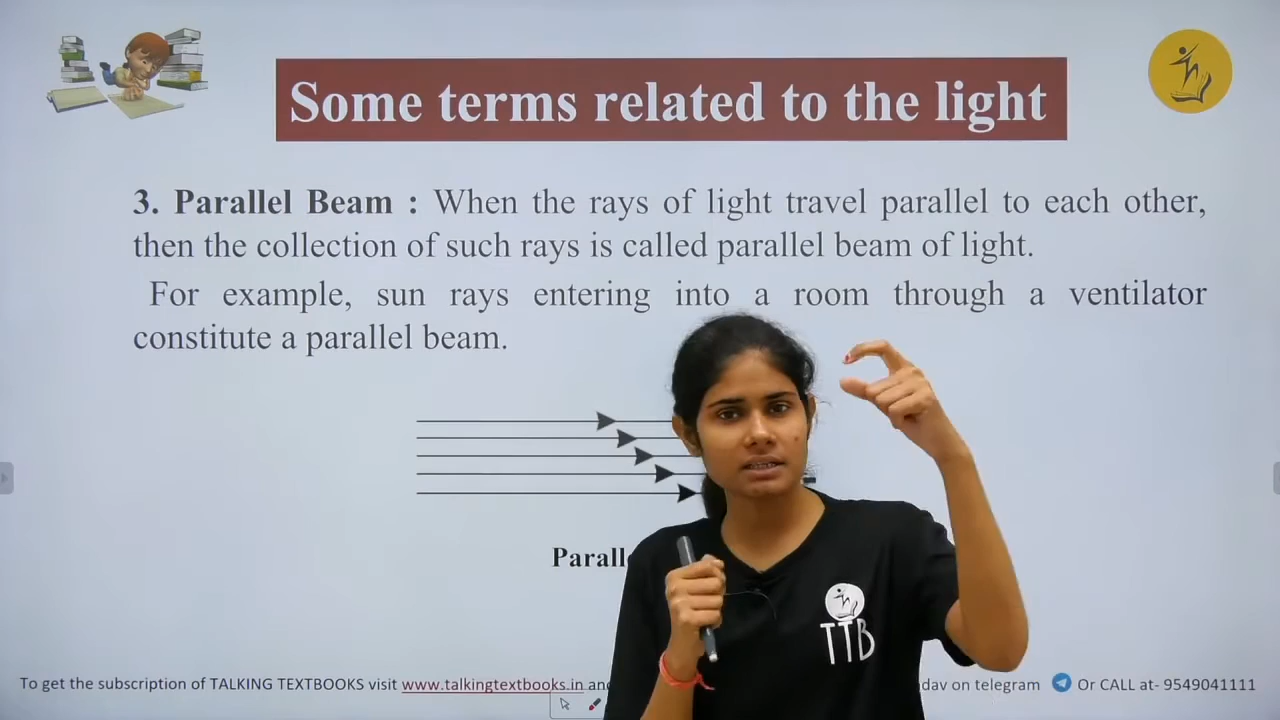 Some terms related to the light
3. Parallel Beam : When the rays of light travel parallel to each other,
then the collection of such rays is called parallel beam of light.
For example, sun rays entering into a room through a ventilator
constitute a parallel beam.
TTB
To get the subscription of TALKING TEXTBOOKS visit www.talkingtextbooks.in on telegram Or CALL at- 9549041111